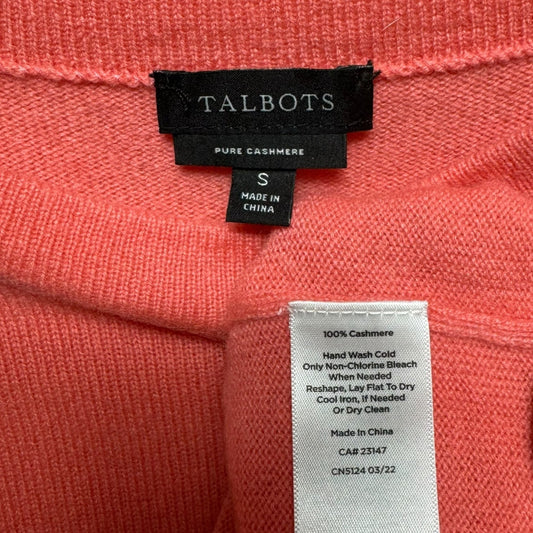 TALBOTS
PURE CASHMERE
S
MADE IN
CHINA
100% Cashmere
Hand Wash Cold
Only Non-Chlorine Bleach
When Needed
Reshape, Lay Flat To Dry
Cool Iron, If Needed
Or Dry Clean
Made In China
CA# 23147
CN5124 03/22